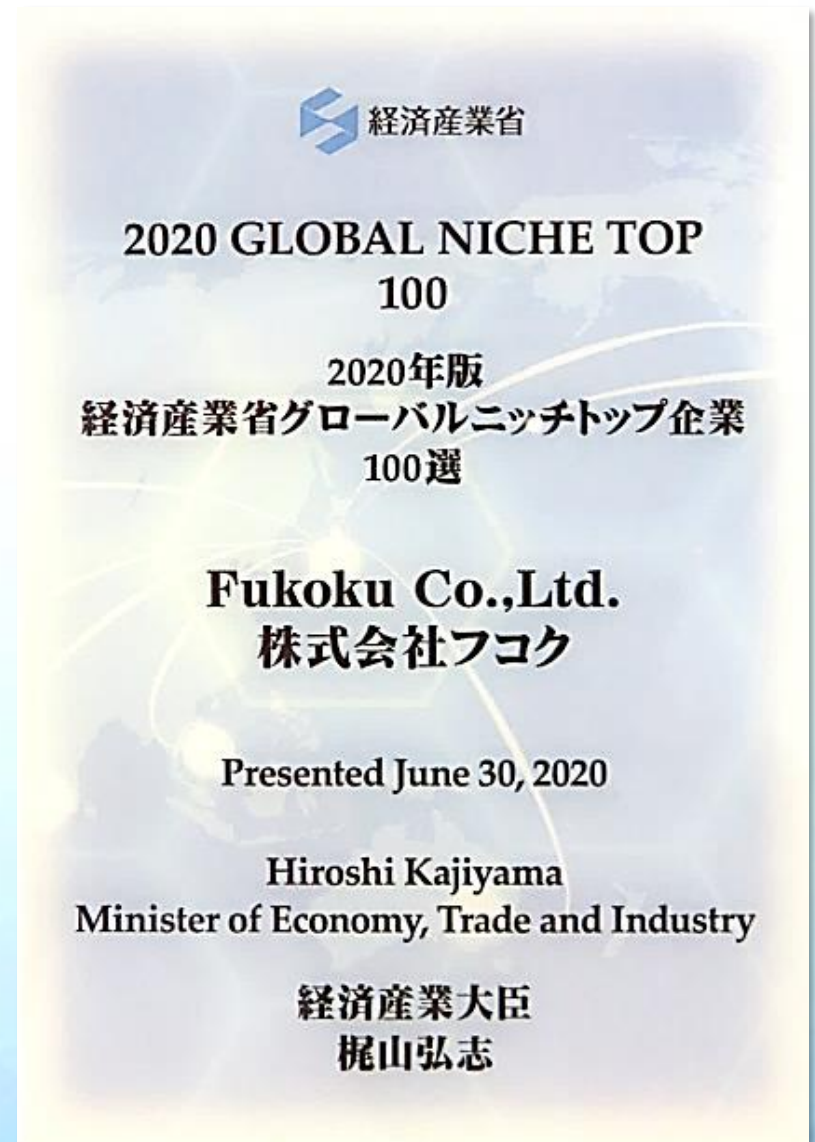 経済産業省
2020 GLOBAL NICHE TOP
100
2020年版
経済産業省グローバルニッチトップ企業
100選
Fukoku Co.,Ltd.
株式会社フコク
Presented June 30, 2020
Hiroshi Kajiyama
Minister of Economy, Trade and Industry
経済産業大臣
梶山弘志